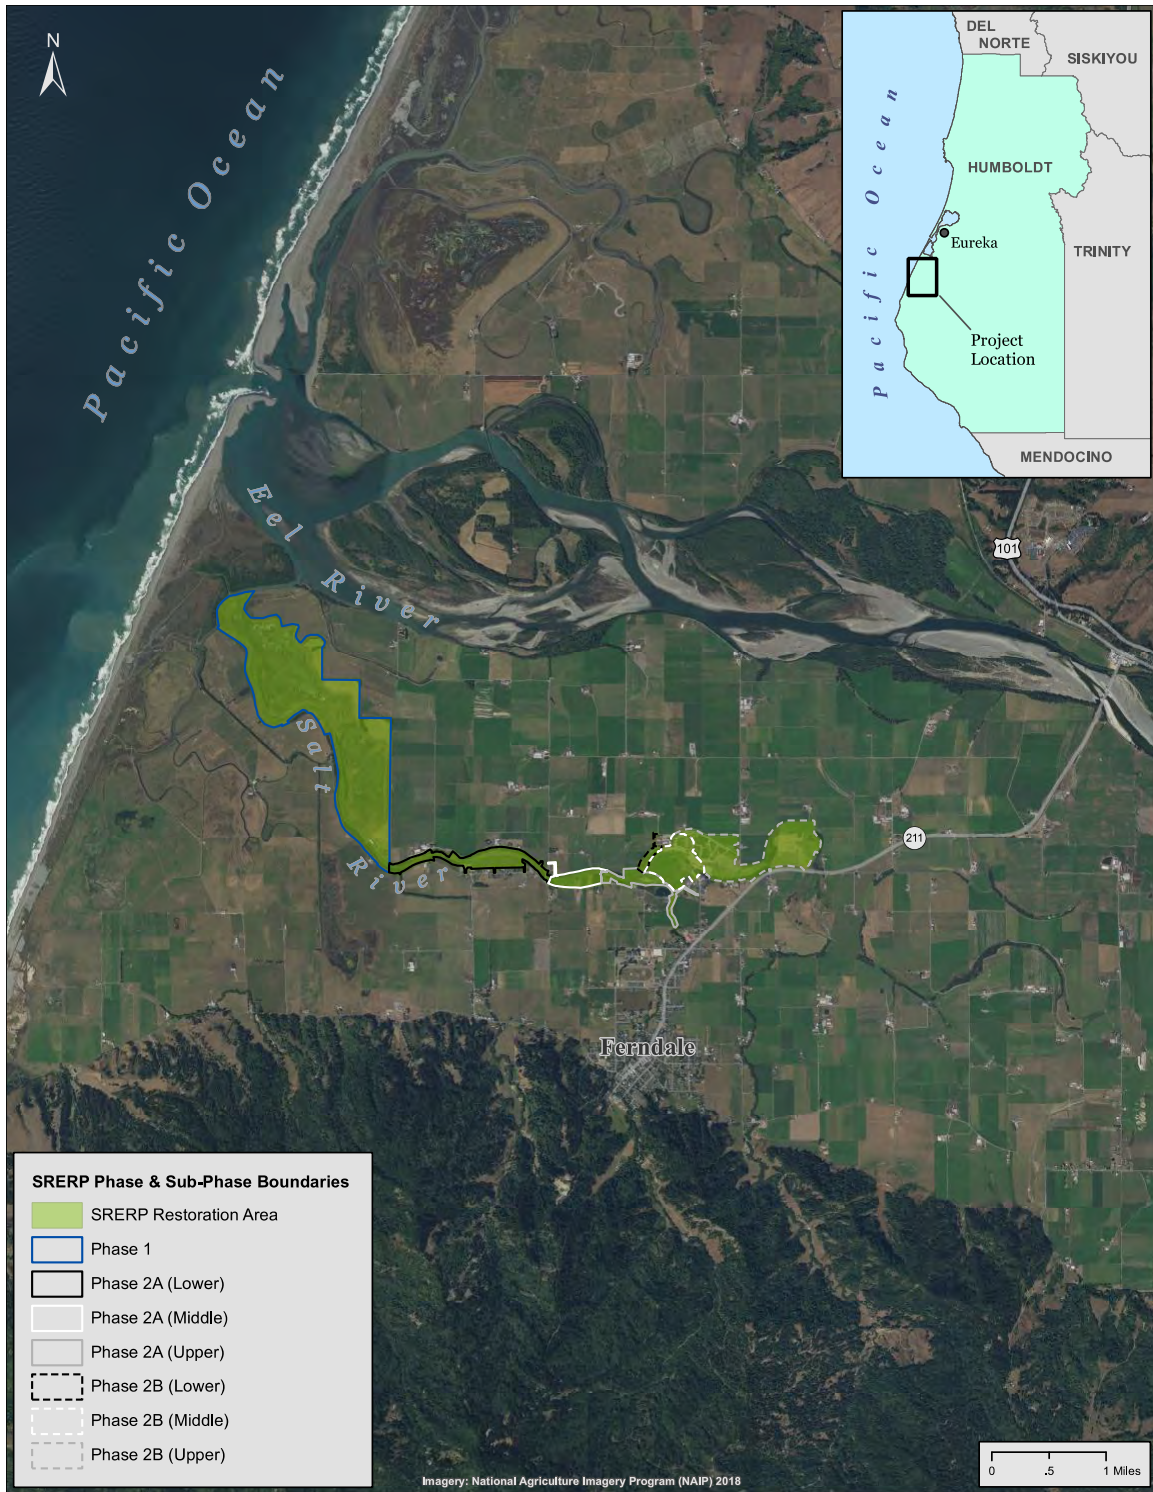 N
Pacific Ocean
DEL
NORTE
SISKIYOU
HUMBOLDT
Pacific Ocean
Eureka
TRINITY
Project
Location
MENDOCINO
101
Eel
River
Salt
River
211
Ferndale
SRERP Phase & Sub-Phase Boundaries
SRERP Restoration Area
Phase 1
Phase 2A (Lower)
Phase 2A (Middle)
Phase 2A (Upper)
Phase 2B (Lower)
Phase 2B (Middle)
Phase 2B (Upper)
0 .5 1 Miles
Imagery: National Agriculture Imagery Program (NAIP) 2018